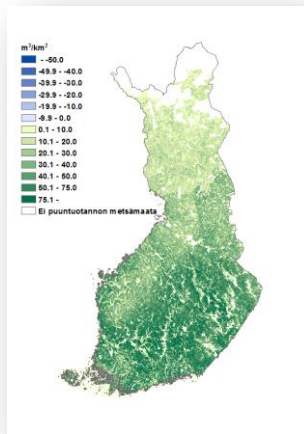 m³/km²
- -50.0
-49.9 - -40.0
-39.9 - -30.0
-29.9 - -20.0
-19.9 - -10.0
-9.9 - 0.0
0.1 - 10.0
10.1 - 20.0
20.1 - 30.0
30.1 - 40.0
40.1 - 50.0
50.1 - 75.0
75.1 -
Ei puuntuotannon metsämaata